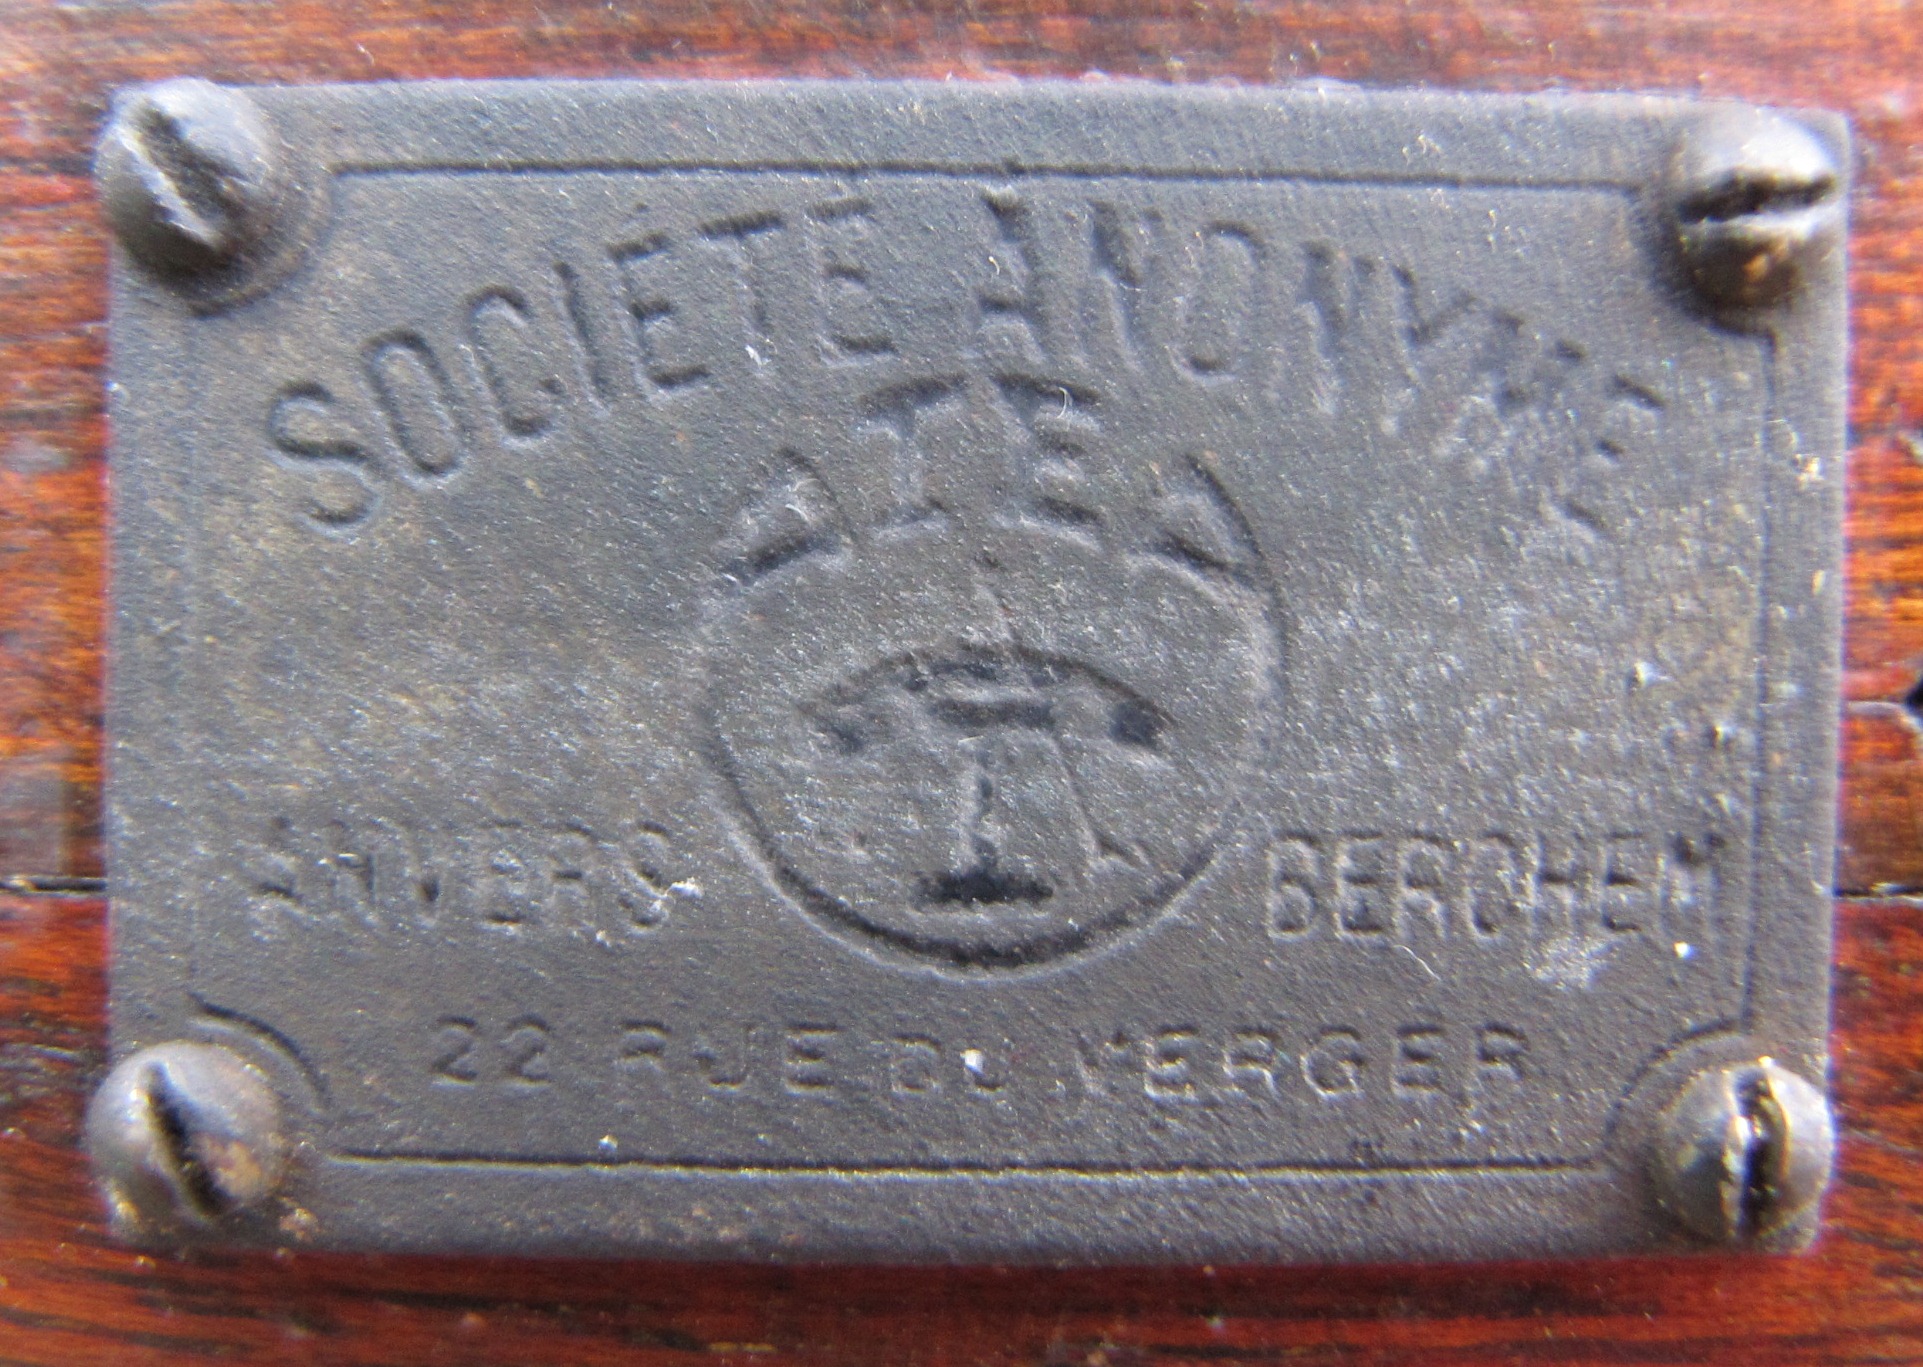 SOCIÉTÉ ANONYME
ATEA
ANVERS BERCHEM
22 RUE DU VERGER